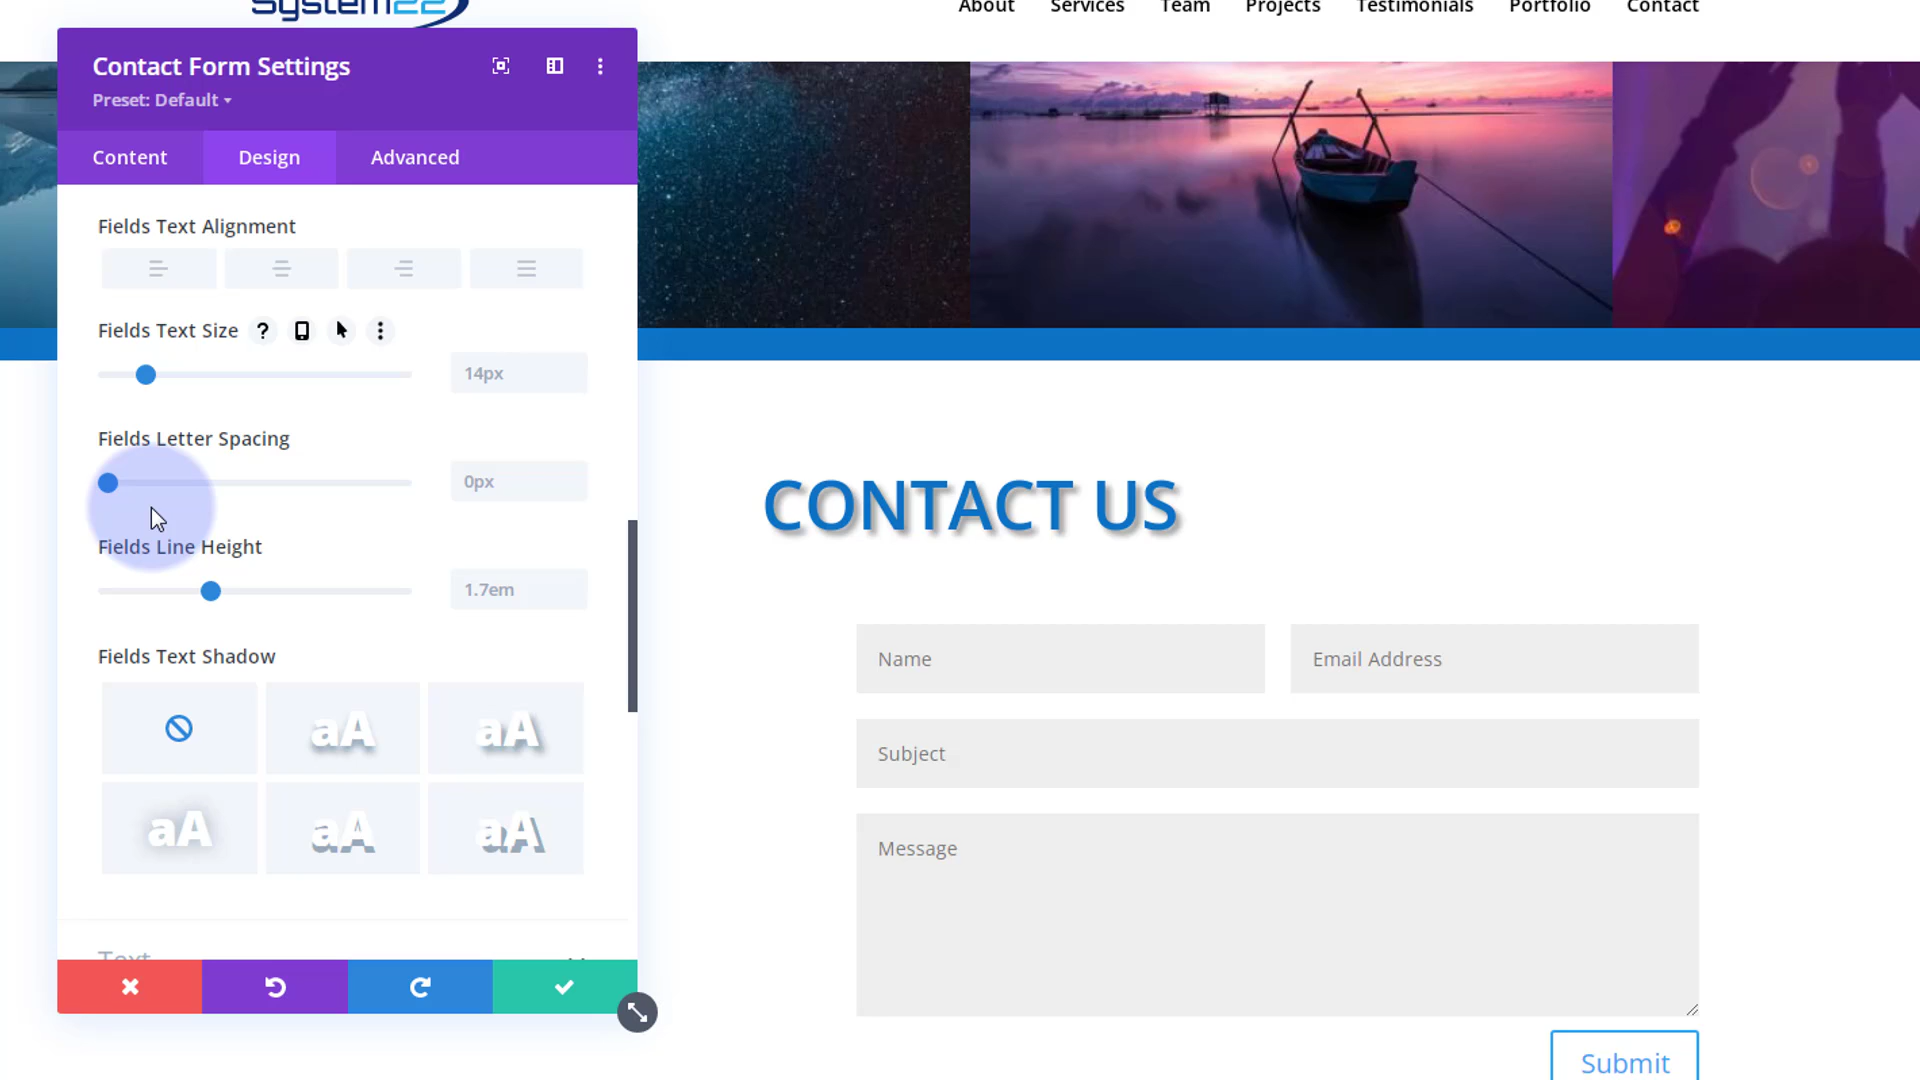 System22
About Services Team Projects Testimonials Portfolio Contact
Contact Form Settings
Preset: Default
Content Design Advanced
Fields Text Alignment
Fields Text Size ?
14px
Fields Letter Spacing
0px
Fields Line Height
1.7em
Fields Text Shadow
aA aA
aA aA aA
Text
CONTACT US
Name Email Address
Subject
Message
Submit